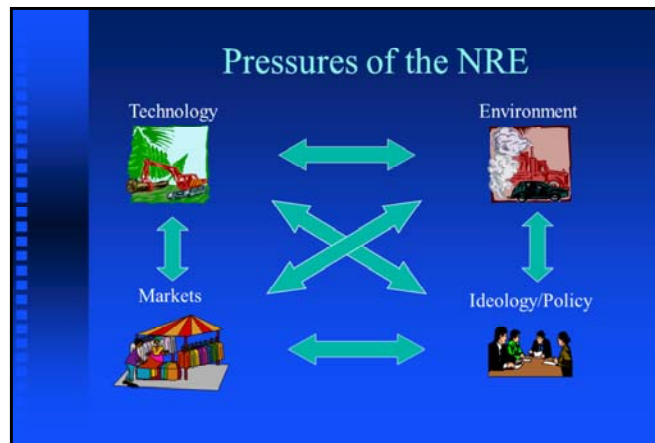 Pressures of the NRE
Technology
Environment
Markets
Ideology/Policy